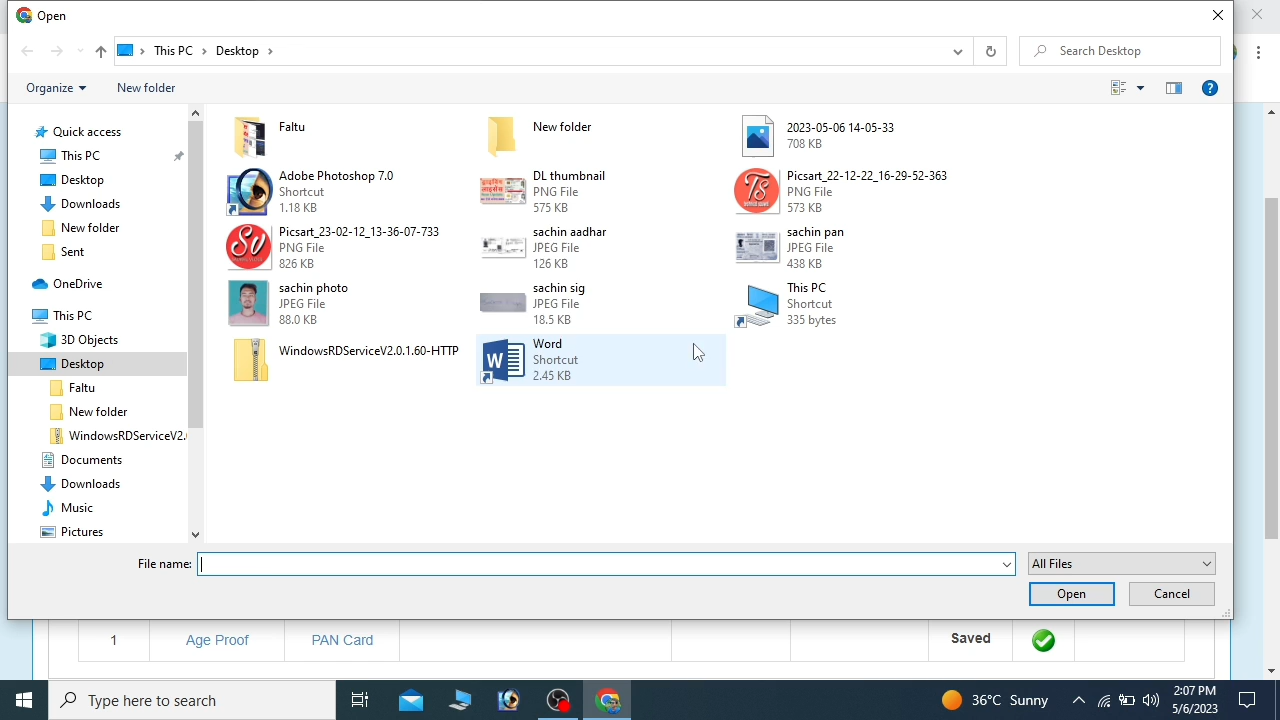 Open
This PC
Desktop
Search Desktop
Organize
New folder
Quick access
This PC
Desktop
Downloads
New folder
Sent
OneDrive
This PC
3D Objects
Desktop
Faltu
New folder
WindowsRDServiceV2.
Documents
Downloads
Music
Pictures
Faltu
New folder
2023-05-06 14-05-33
708 KB
Adobe Photoshop 7.0
Shortcut
1.18 KB
DL thumbnail
PNG File
575 KB
Picsart_22-12-22_16-29-52-363
PNG File
573 KB
Picsart_23-02-12_13-36-07-733
PNG File
826 KB
sachin aadhar
JPEG File
126 KB
sachin pan
JPEG File
438 KB
sachin photo
JPEG File
88.0 KB
sachin sig
JPEG File
18.5 KB
This PC
Shortcut
335 bytes
WindowsRDServiceV2.0.1.60-HTTP
Word
Shortcut
2.45 KB
File name:
All Files
Open
Cancel
1
Age Proof
PAN Card
Saved
Type here to search
36°C Sunny
2:07 PM
5/6/2023